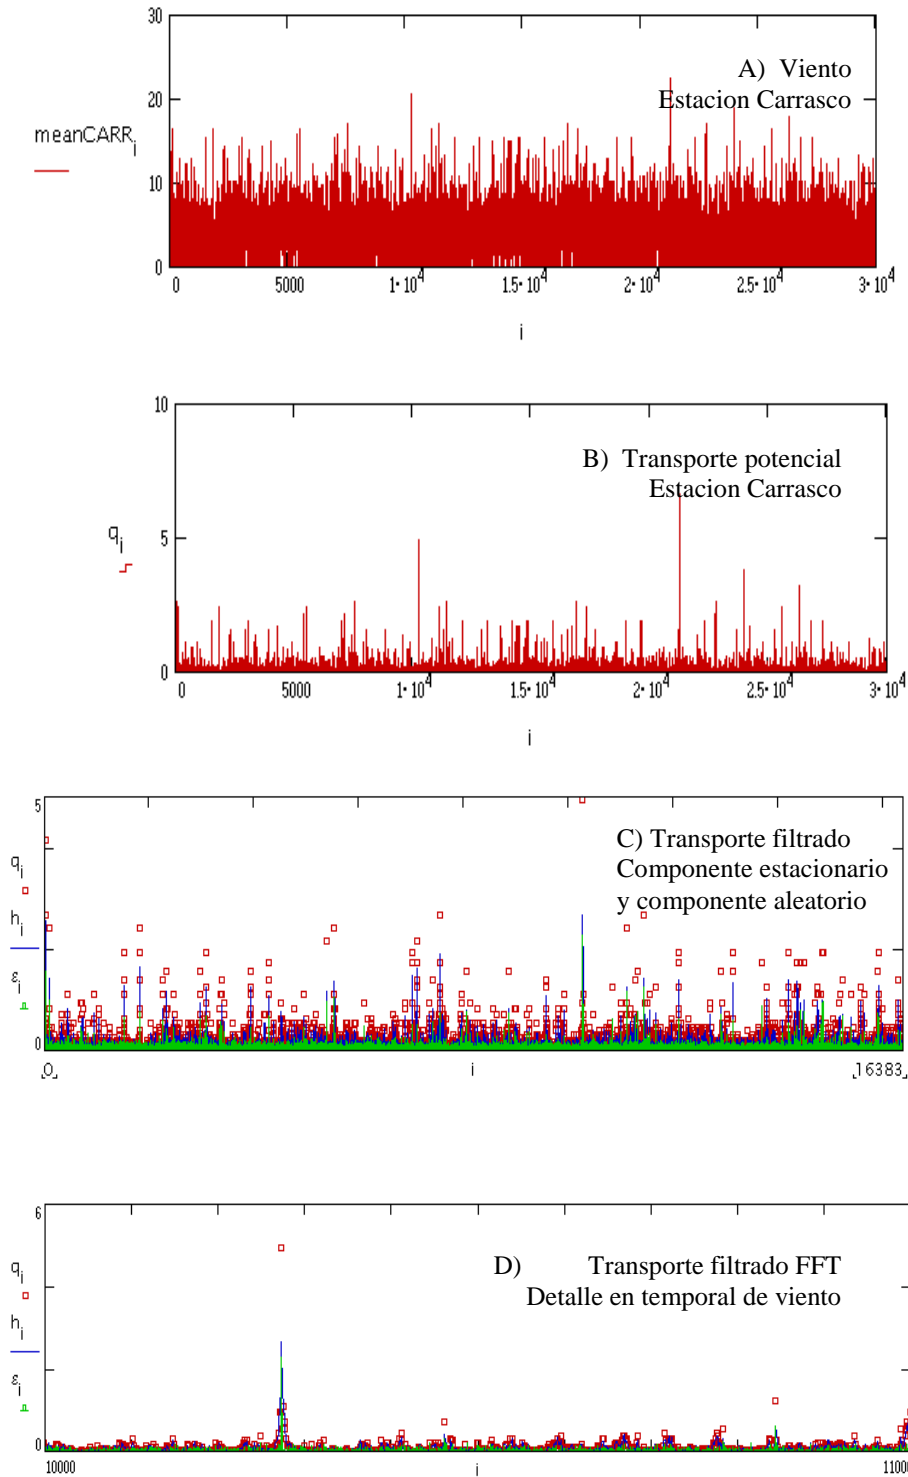 30
A) Viento
Estacion Carrasco
20
meanCARR i
10
0
0 5000 1·10^4 1.5·10^4 2·10^4 2.5·10^4 3·10^4
i
10
B) Transporte potencial
Estacion Carrasco
q i
5
0
0 5000 1·10^4 1.5·10^4 2·10^4 2.5·10^4 3·10^4
i
5
C) Transporte filtrado
Componente estacionario
y componente aleatorio
q i
h i
ε i
0
0 i 16383
6
D) Transporte filtrado FFT
Detalle en temporal de viento
q i
h i
ε i
0
10000 i 11000